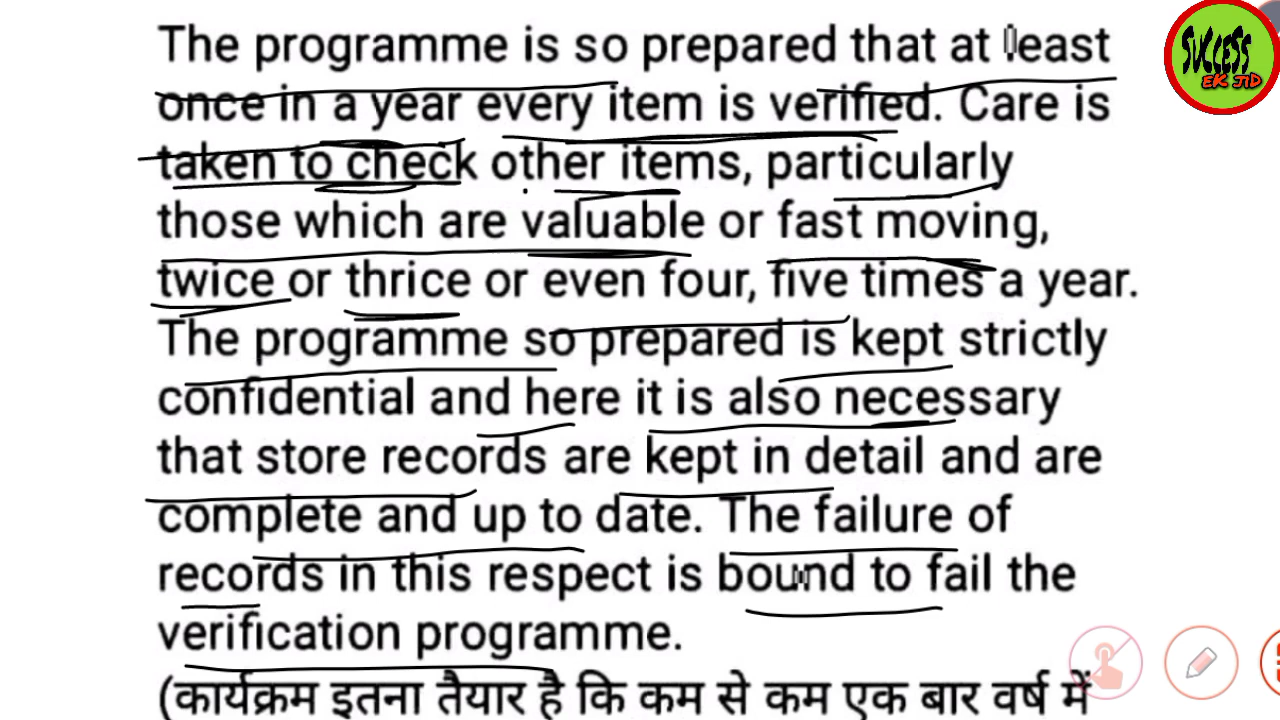 The programme is so prepared that at least
once in a year every item is verified. Care is
taken to check other items, particularly
those which are valuable or fast moving,
twice or thrice or even four, five times a year.
The programme so prepared is kept strictly
confidential and here it is also necessary
that store records are kept in detail and are
complete and up to date. The failure of
records in this respect is bound to fail the
verification programme.
(कार्यक्रम इतना तैयार है कि कम से कम एक बार वर्ष में
SUCCESS
EK JID